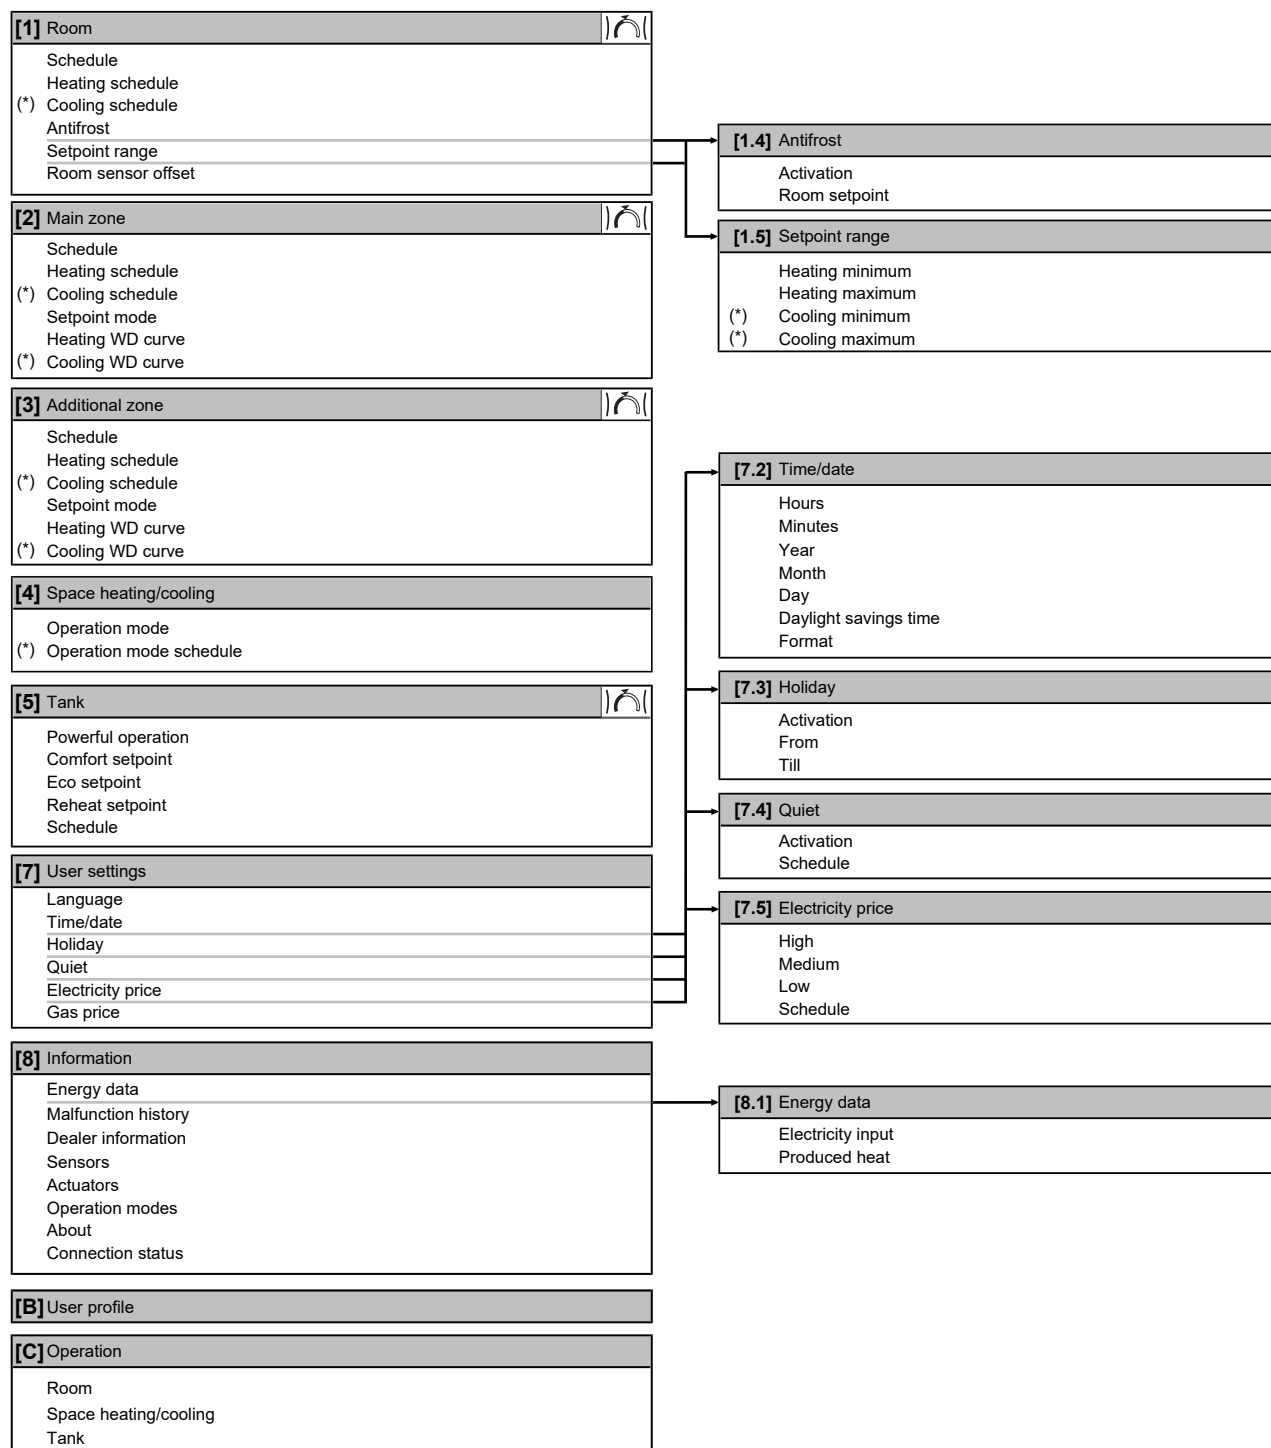 [1] Room
Schedule
Heating schedule
(*) Cooling schedule
Antifrost
Setpoint range
Room sensor offset
[2] Main zone
Schedule
Heating schedule
(*) Cooling schedule
Setpoint mode
Heating WD curve
(*) Cooling WD curve
[3] Additional zone
Schedule
Heating schedule
(*) Cooling schedule
Setpoint mode
Heating WD curve
(*) Cooling WD curve
[4] Space heating/cooling
Operation mode
(*) Operation mode schedule
[5] Tank
Powerful operation
Comfort setpoint
Eco setpoint
Reheat setpoint
Schedule
[7] User settings
Language
Time/date
Holiday
Quiet
Electricity price
Gas price
[8] Information
Energy data
Malfunction history
Dealer information
Sensors
Actuators
Operation modes
About
Connection status
[B] User profile
[C] Operation
Room
Space heating/cooling
Tank
[1.4] Antifrost
Activation
Room setpoint
[1.5] Setpoint range
Heating minimum
Heating maximum
(*) Cooling minimum
(*) Cooling maximum
[7.2] Time/date
Hours
Minutes
Year
Month
Day
Daylight savings time
Format
[7.3] Holiday
Activation
From
Till
[7.4] Quiet
Activation
Schedule
[7.5] Electricity price
High
Medium
Low
Schedule
[8.1] Energy data
Electricity input
Produced heat